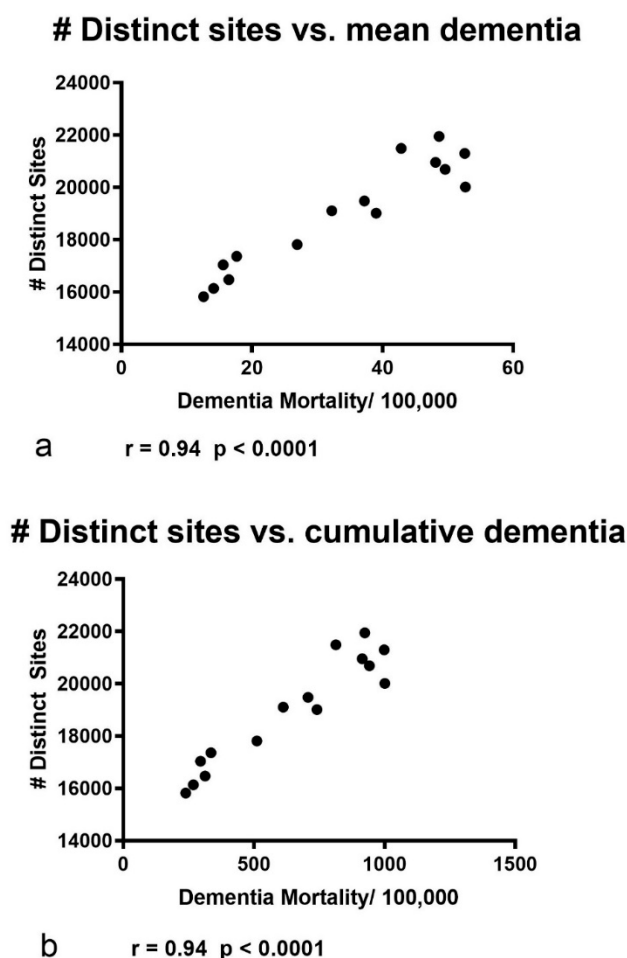 # Distinct sites vs. mean dementia
# Distinct Sites
24000
22000
20000
18000
16000
14000
0 20 40 60
Dementia Mortality/ 100,000
a r = 0.94 p < 0.0001
# Distinct sites vs. cumulative dementia
# Distinct Sites
24000
22000
20000
18000
16000
14000
0 500 1000 1500
Dementia Mortality/ 100,000
b r = 0.94 p < 0.0001